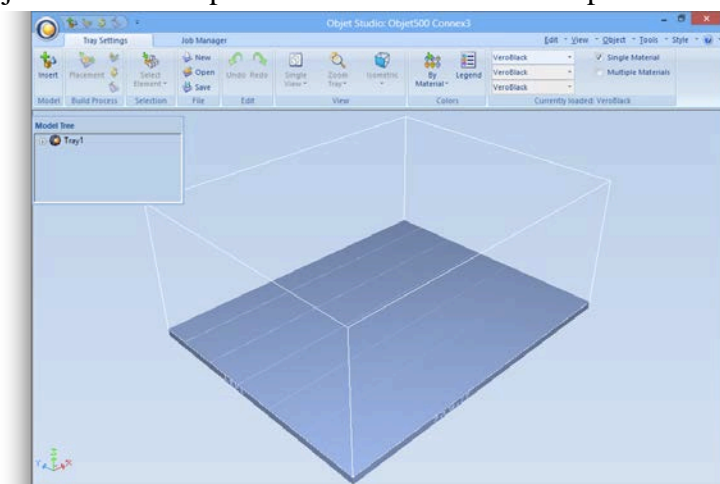 Objet Studio: Objet500 Connex3
Tray Settings
Job Manager
Edit
View
Object
Tools
Style
Insert
Placement
Select
Element
New
Open
Save
Undo Redo
Single
View
Zoom
Tray
Isometric
By
Material
Legend
VeroBlack
VeroBlack
VeroBlack
Single Material
Multiple Materials
Model
Build Process
Selection
File
Edit
View
Colors
Currently loaded: VeroBlack
Model Tree
Tray1
Y
Z
X